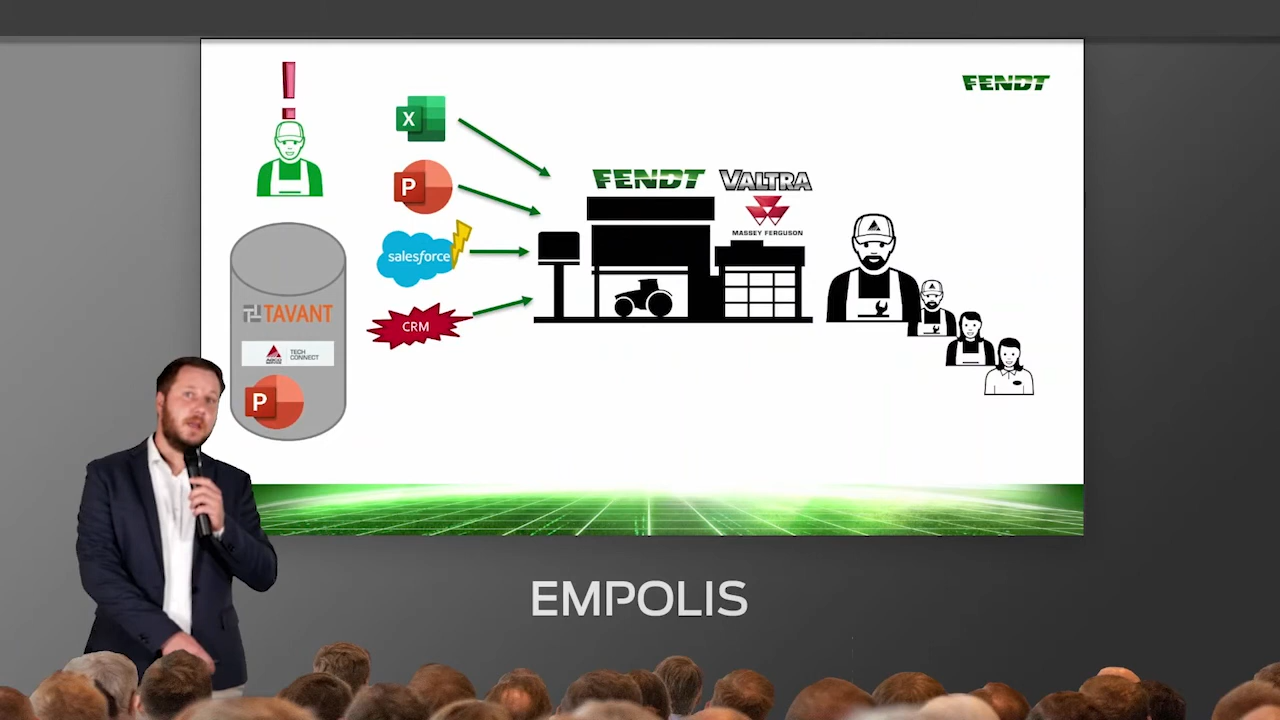 FENDT
X
P
salesforce
CRM
FENDT
VALTRA
MASSEY FERGUSON
TAVANT
TECH
CONNECT
P
EMPOLIS